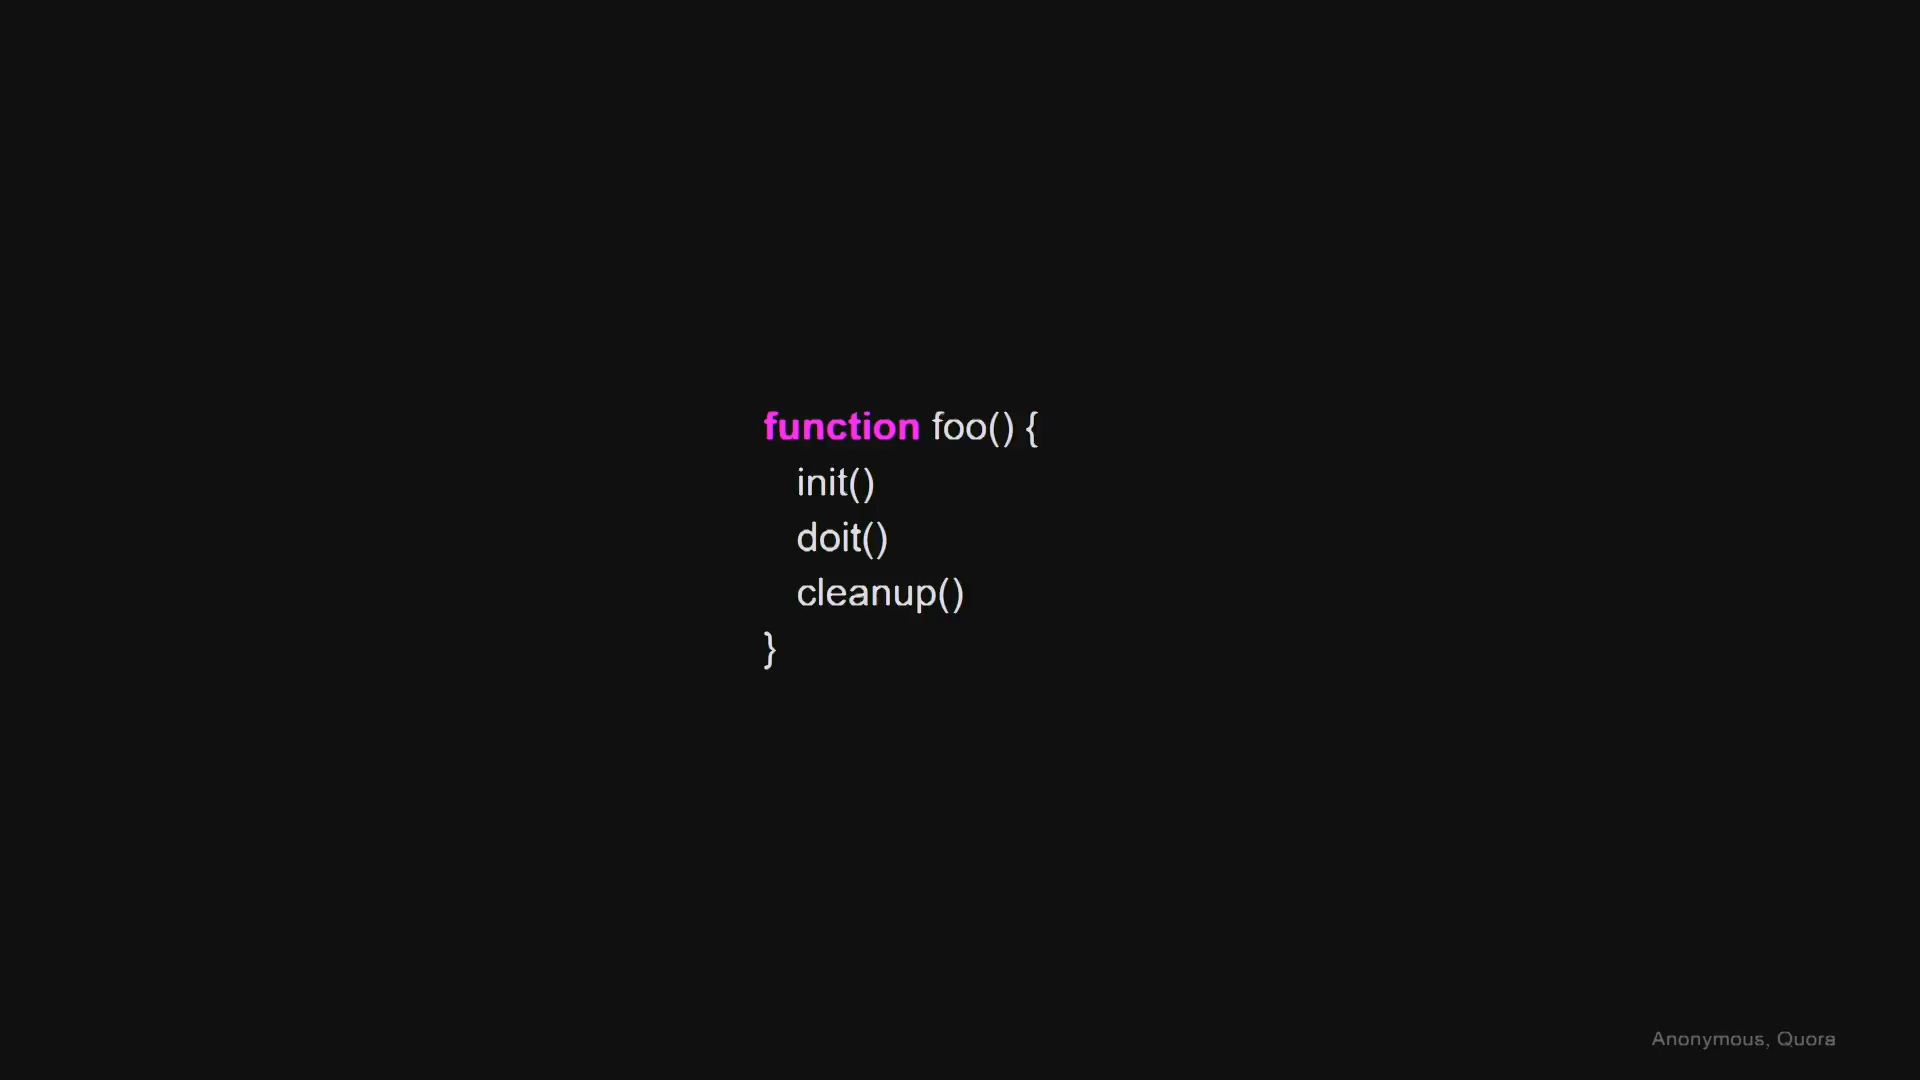 function foo() {
init()
doit()
cleanup()
}
Anonymous, Quora